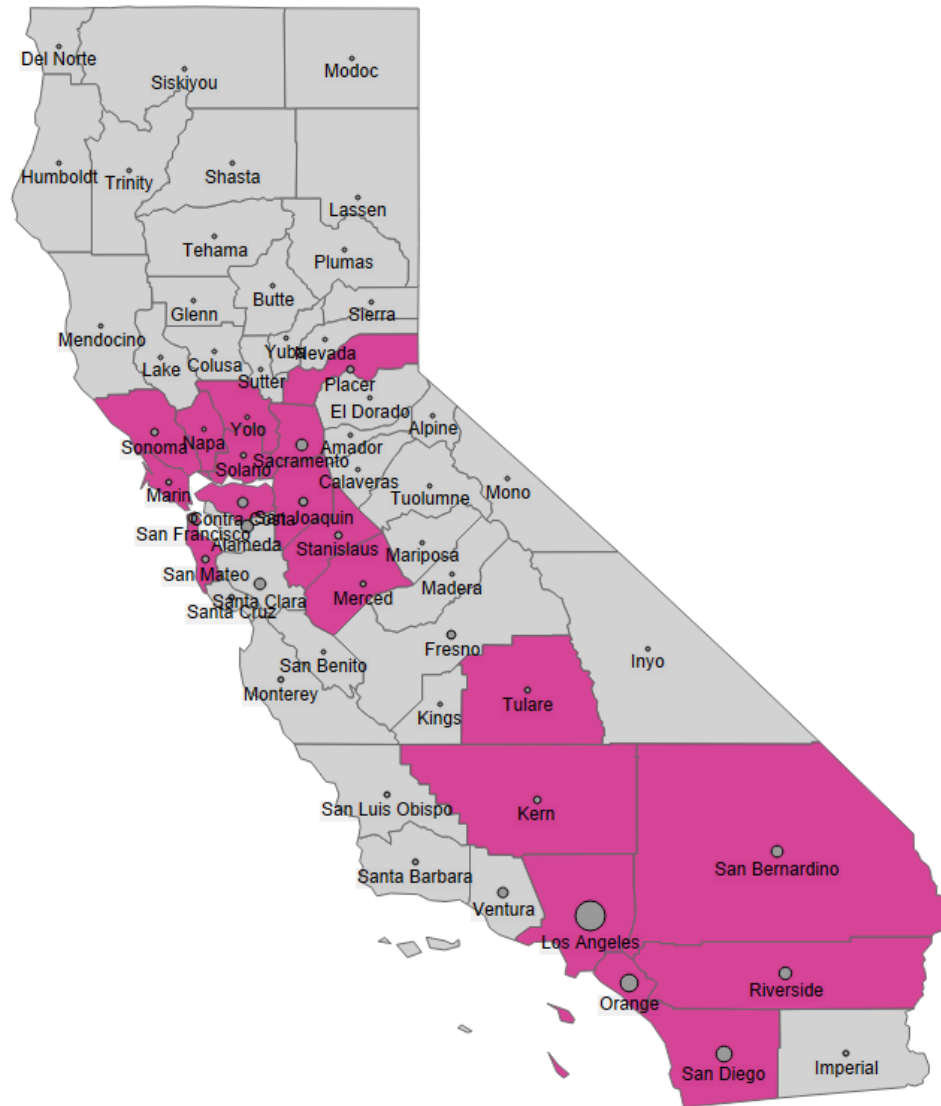 Del Norte
Siskiyou
Modoc
Humboldt
Trinity
Shasta
Lassen
Tehama
Plumas
Butte
Glenn
Sierra
Mendocino
Yuba
Nevada
Lake
Colusa
Sutter
Placer
El Dorado
Sonoma
Napa
Yolo
Alpine
Amador
Sacramento
Solano
Calaveras
Marin
Tuolumne
Mono
Contra Costa
San Joaquin
San Francisco
Alameda
Stanislaus
Mariposa
San Mateo
Santa Clara
Merced
Madera
Santa Cruz
Fresno
San Benito
Inyo
Monterey
Kings
Tulare
San Luis Obispo
Kern
Santa Barbara
San Bernardino
Ventura
Los Angeles
Orange
Riverside
San Diego
Imperial